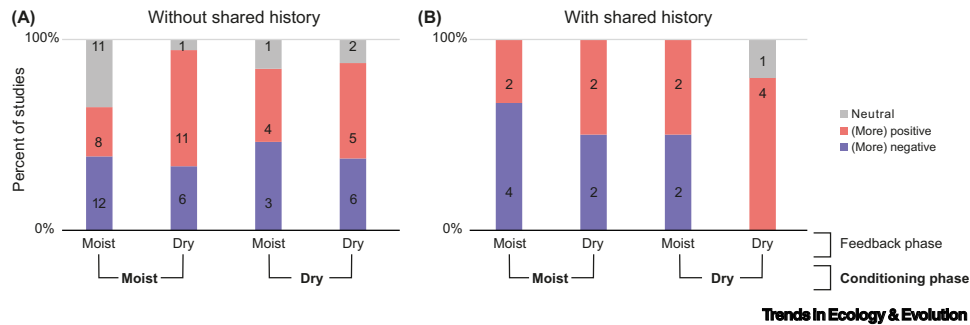 (A) Without shared history
(B) With shared history
100%
11 1 1 2
8 11 4 5
12 6 3 6
0%
Percent of studies
Moist Dry Moist Dry
Moist Dry
100%
2 2 2 1
4
4 2 2
0%
Moist Dry Moist Dry
Moist Dry
Neutral
(More) positive
(More) negative
Feedback phase
Conditioning phase
Trends in Ecology & Evolution